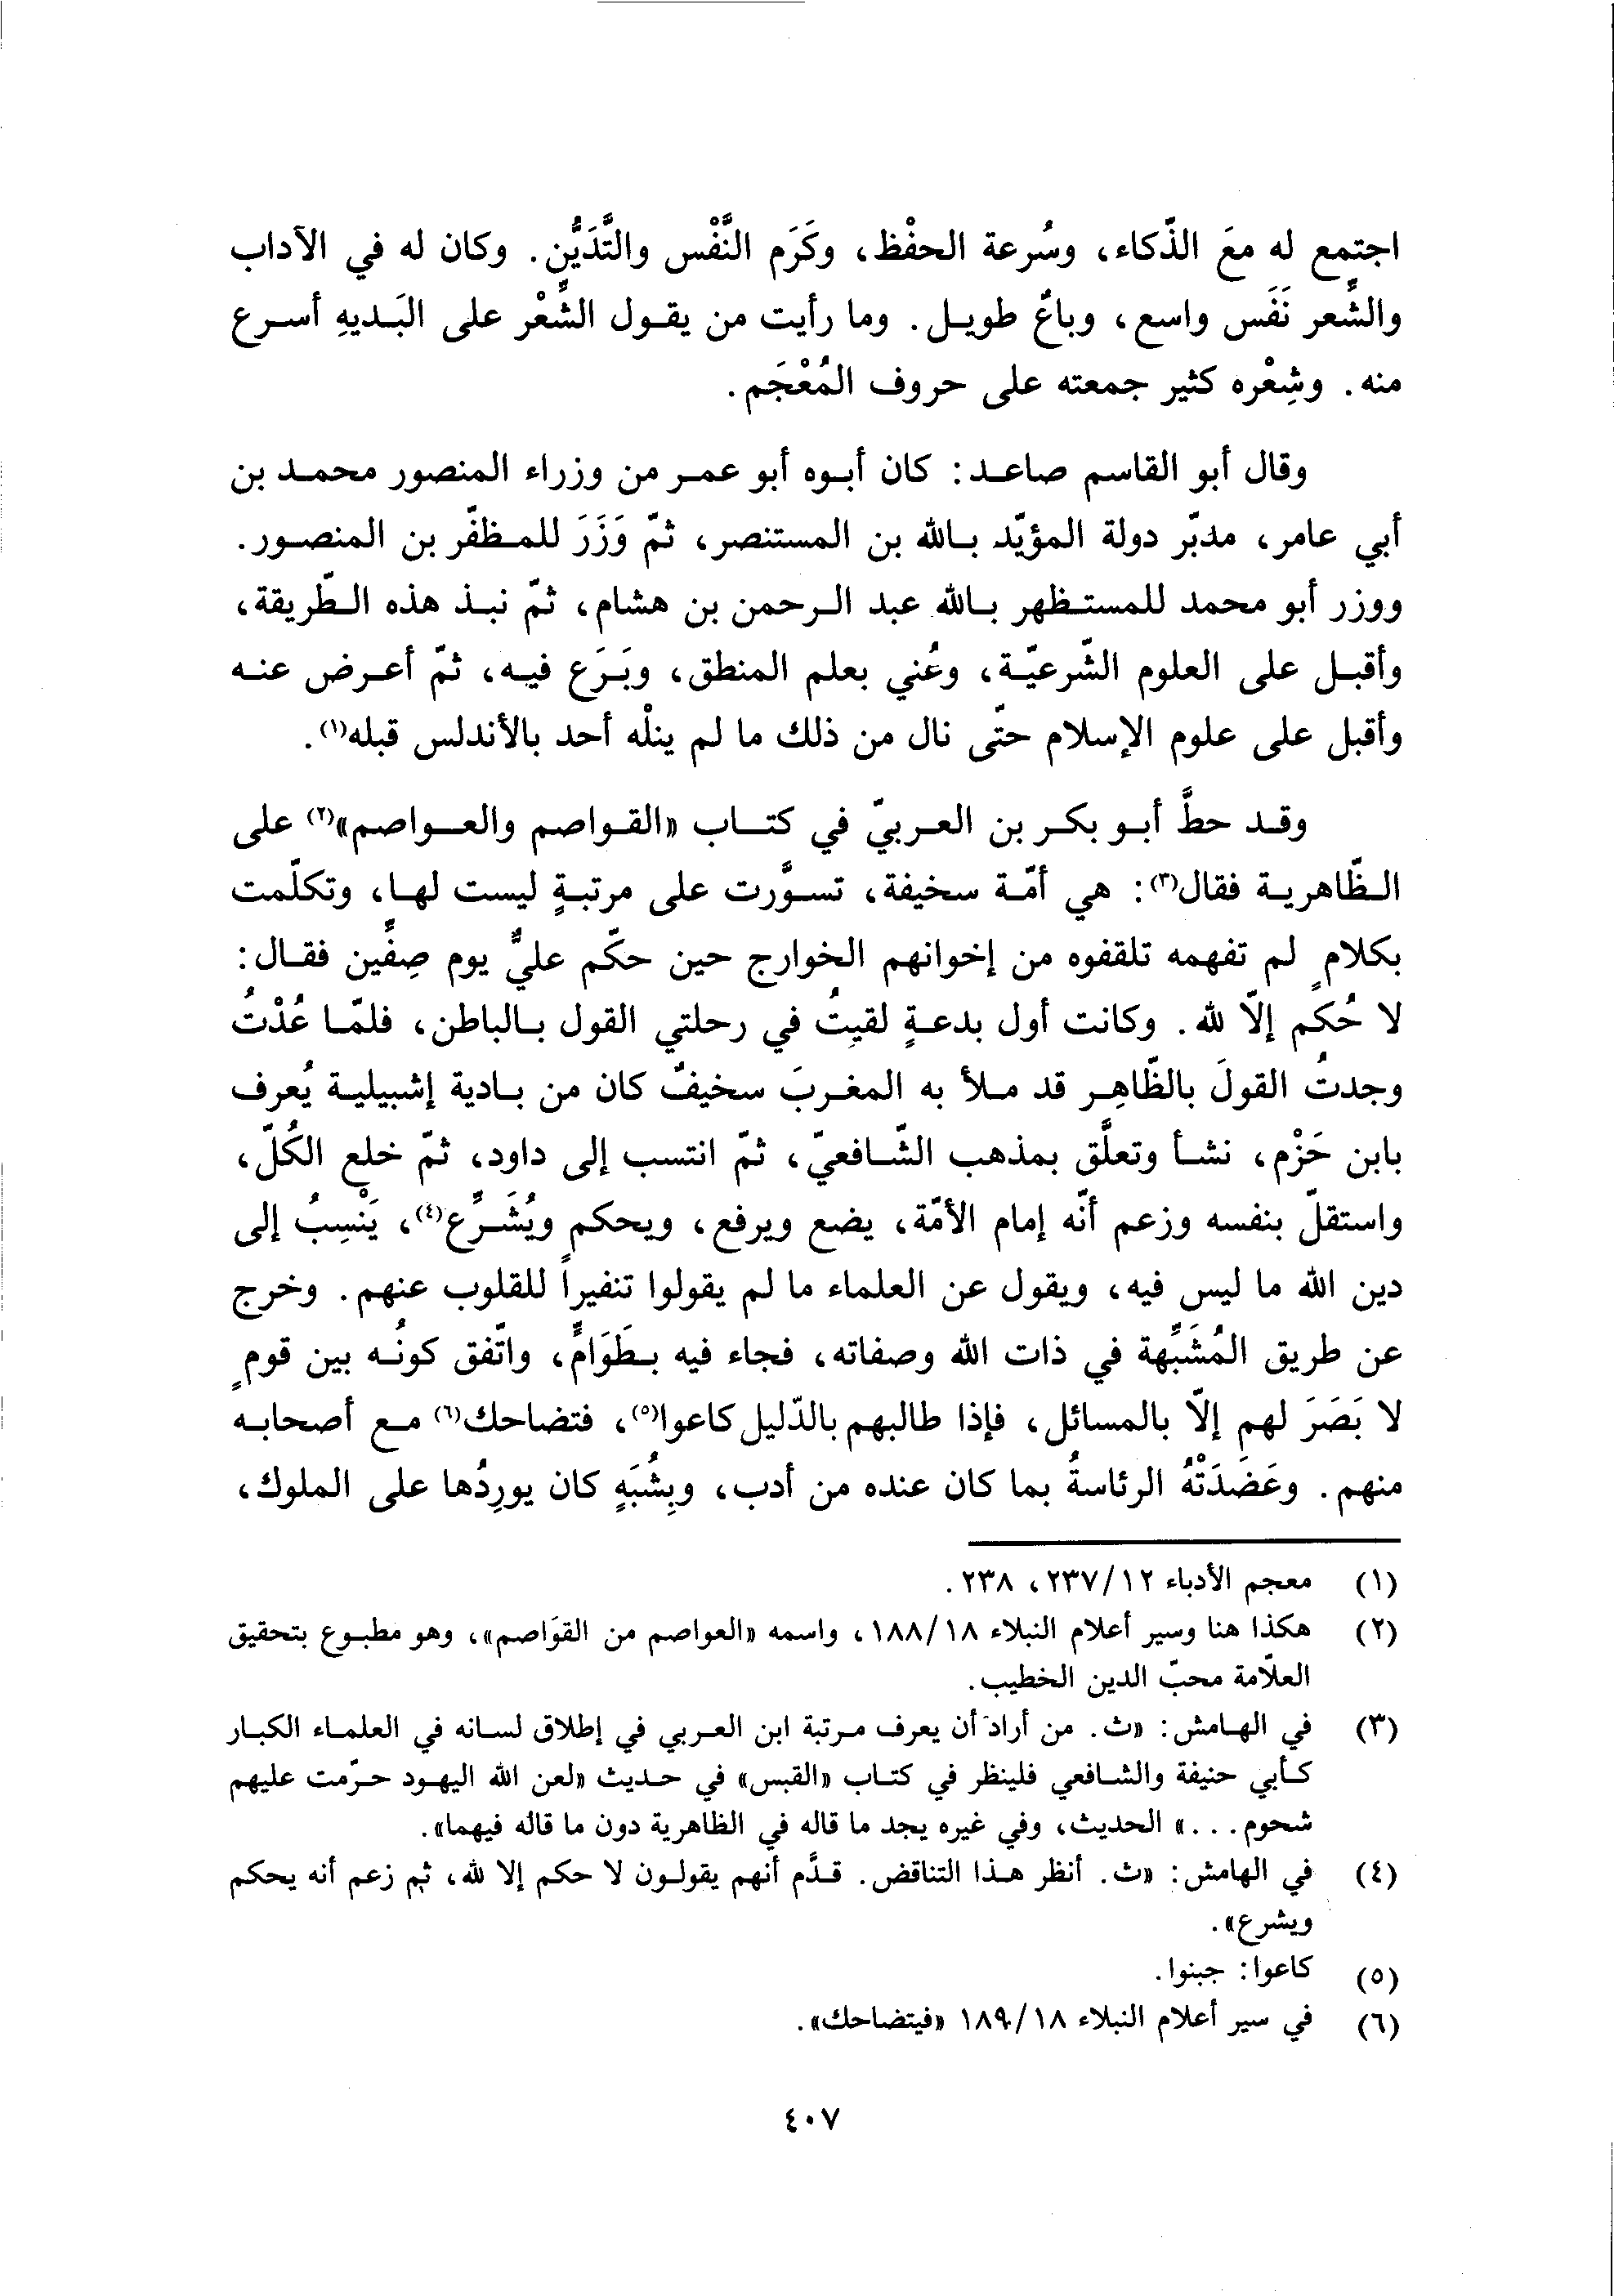 اجتمع له معَ الذّكاء، وسُرعة الحفْظ، وكَرَم النَّفْس والتَّدَيُّن. وكان له في الآداب
والشِّعر نَفَس واسع، وباعٌ طويل. وما رأيت من يقول الشِّعْر على البَديهِ أسرع
منه. وشِعْره كثير جمعته على حروف المُعْجَم.
وقال أبو القاسم صاعد: كان أبوه أبو عمر من وزراء المنصور محمد بن
أبي عامر، مدبّر دولة المؤيّد بالله بن المستنصر، ثمّ وَزَرَ للمظفّر بن المنصور.
ووزر أبو محمد للمستظهر بالله عبد الرحمن بن هشام، ثمّ نبذ هذه الطّريقة،
وأقبل على العلوم الشّرعيّة، وعُني بعلم المنطق، وبَرَع فيه، ثمّ أعرض عنه
وأقبل على علوم الإسلام حتّى نال من ذلك ما لم ينلْه أحد بالأندلس قبله(١).
وقد حطَّ أبو بكر بن العربيّ في كتاب «القواصم والعواصم»(٢) على
الظّاهرية فقال(٣): هي أمّة سخيفة، تسوَّرت على مرتبةٍ ليست لها، وتكلّمت
بكلامٍ لم تفهمه تلقفوه من إخوانهم الخوارج حين حكّم عليٌّ يوم صِفِّين فقال:
لا حُكم إلاّ لله. وكانت أول بدعةٍ لقيتُ في رحلتي القول بالباطن، فلمّا عُدْتُ
وجدتُ القولَ بالظّاهِر قد ملأ به المغربَ سخيفٌ كان من بادية إشبيلية يُعرف
بابن حَزْم، نشأ وتعلَّق بمذهب الشّافعيّ، ثمّ انتسب إلى داود، ثمّ خلع الكُلّ،
واستقلّ بنفسه وزعم أنّه إمام الأمّة، يضع ويرفع، ويحكم ويُشَرِّع(٤)، يَنْسِبُ إلى
دين الله ما ليس فيه، ويقول عن العلماء ما لم يقولوا تنفيراً للقلوب عنهم. وخرج
عن طريق المُشَبِّهة في ذات الله وصفاته، فجاء فيه بطَوَامٍّ، واتّفق كونُه بين قومٍ
لا بَصَرَ لهم إلاّ بالمسائل، فإذا طالبهم بالدّليل كاعوا(٥)، فتضاحك(٦) مع أصحابه
منهم. وعَضَدَتْهُ الرئاسةُ بما كان عنده من أدب، وبِشُبَهٍ كان يورِدُها على الملوك،
(١) معجم الأدباء ٢٣٧/١٢، ٢٣٨.
(٢) هكذا هنا وسير أعلام النبلاء ١٨٨/١٨، واسمه «العواصم من القَوَاصم»، وهو مطبوع بتحقيق
العلاّمة محبّ الدين الخطيب.
(٣) في الهامش: «ث. من أراد أن يعرف مرتبة ابن العربي في إطلاق لسانه في العلماء الكبار
كأبي حنيفة والشافعي فلينظر في كتاب «القبس» في حديث «لعن الله اليهود حرّمت عليهم
شحوم...» الحديث، وفي غيره يجد ما قاله في الظاهرية دون ما قاله فيهما».
(٤) في الهامش: «ث. أنظر هذا التناقض. قدَّم أنهم يقولون لا حكم إلا لله، ثم زعم أنه يحكم
ويشرع».
(٥) كاعوا: جبنوا.
(٦) في سير أعلام النبلاء ١٨٩/١٨ «فيتضاحك».
٤٠٧